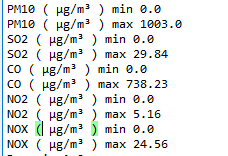 PM10 ( µg/m³ ) min 0.0
PM10 ( µg/m³ ) max 1003.0
SO2 ( µg/m³ ) min 0.0
SO2 ( µg/m³ ) max 29.84
CO ( µg/m³ ) min 0.0
CO ( µg/m³ ) max 738.23
NO2 ( µg/m³ ) min 0.0
NO2 ( µg/m³ ) max 5.16
NOX ( µg/m³ ) min 0.0
NOX ( µg/m³ ) max 24.56